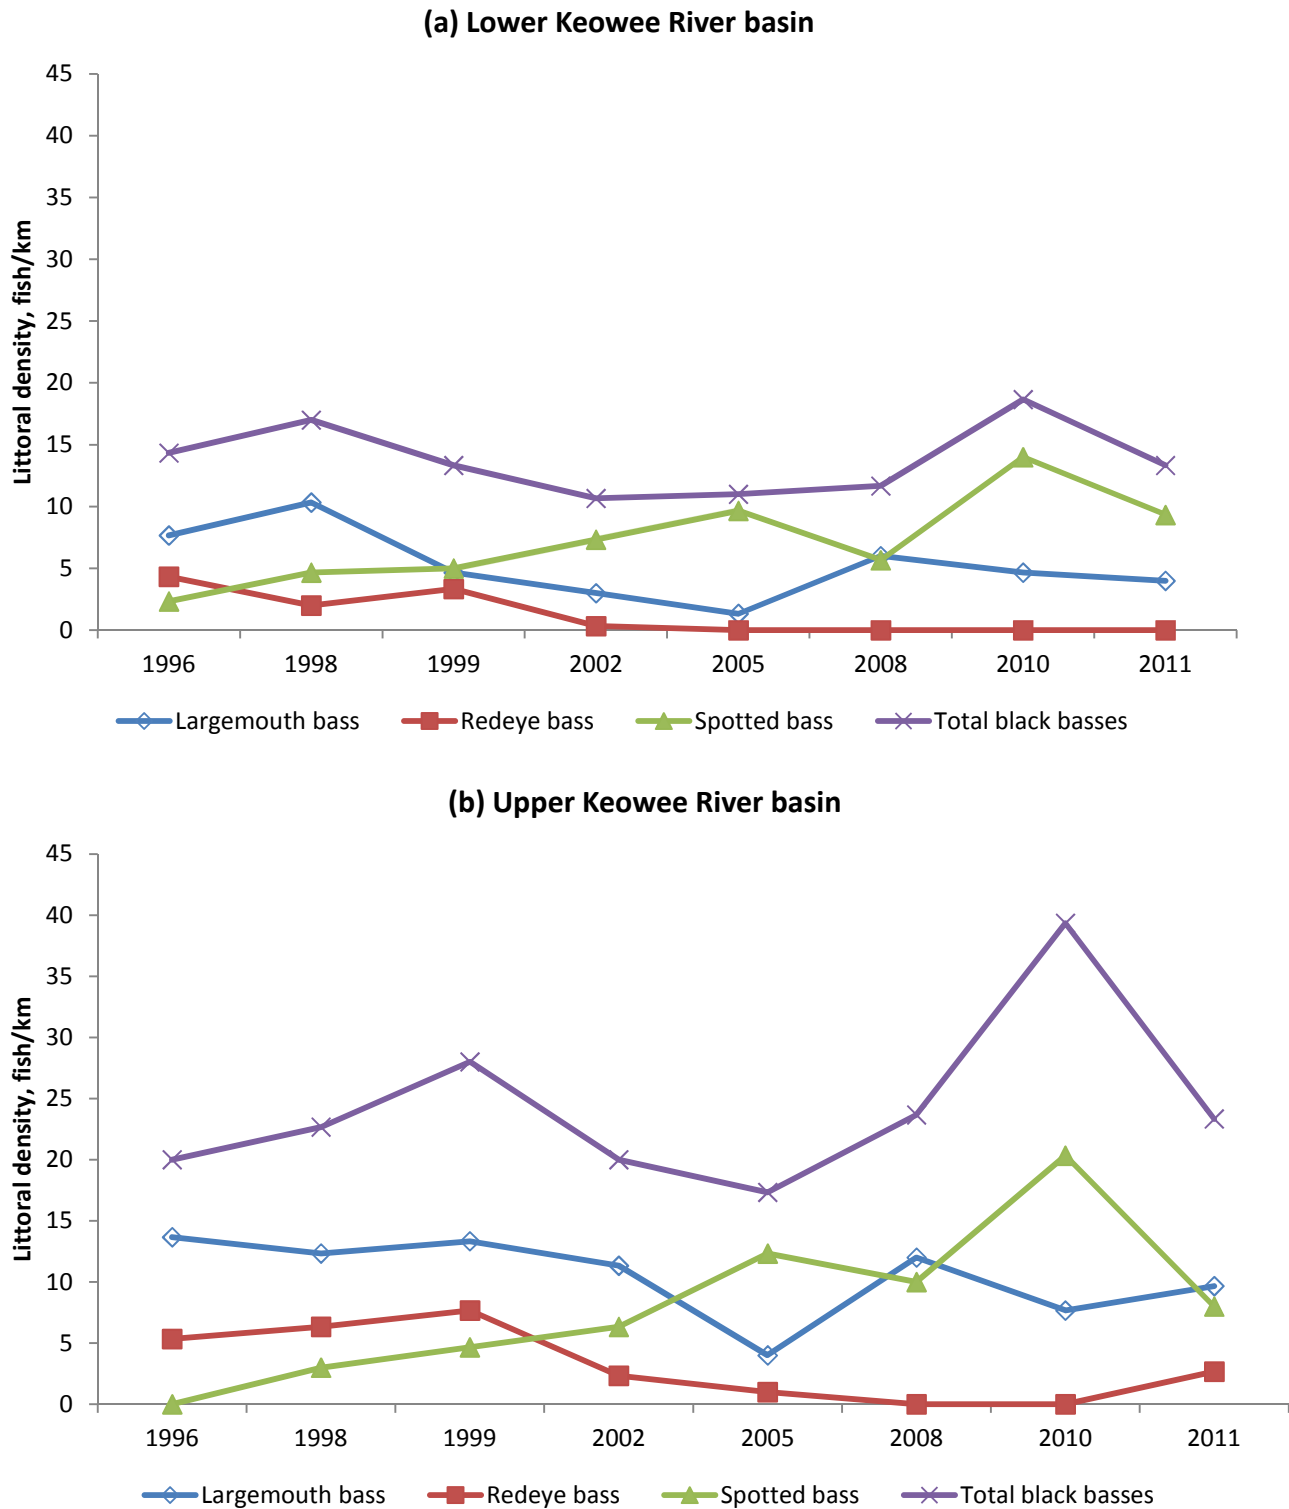 (a) Lower Keowee River basin
45
40
35
30
25
20
15
10
5
0
Littoral density, fish/km
1996 1998 1999 2002 2005 2008 2010 2011
Largemouth bass Redeye bass Spotted bass Total black basses
(b) Upper Keowee River basin
45
40
35
30
25
20
15
10
5
0
Littoral density, fish/km
1996 1998 1999 2002 2005 2008 2010 2011
Largemouth bass Redeye bass Spotted bass Total black basses